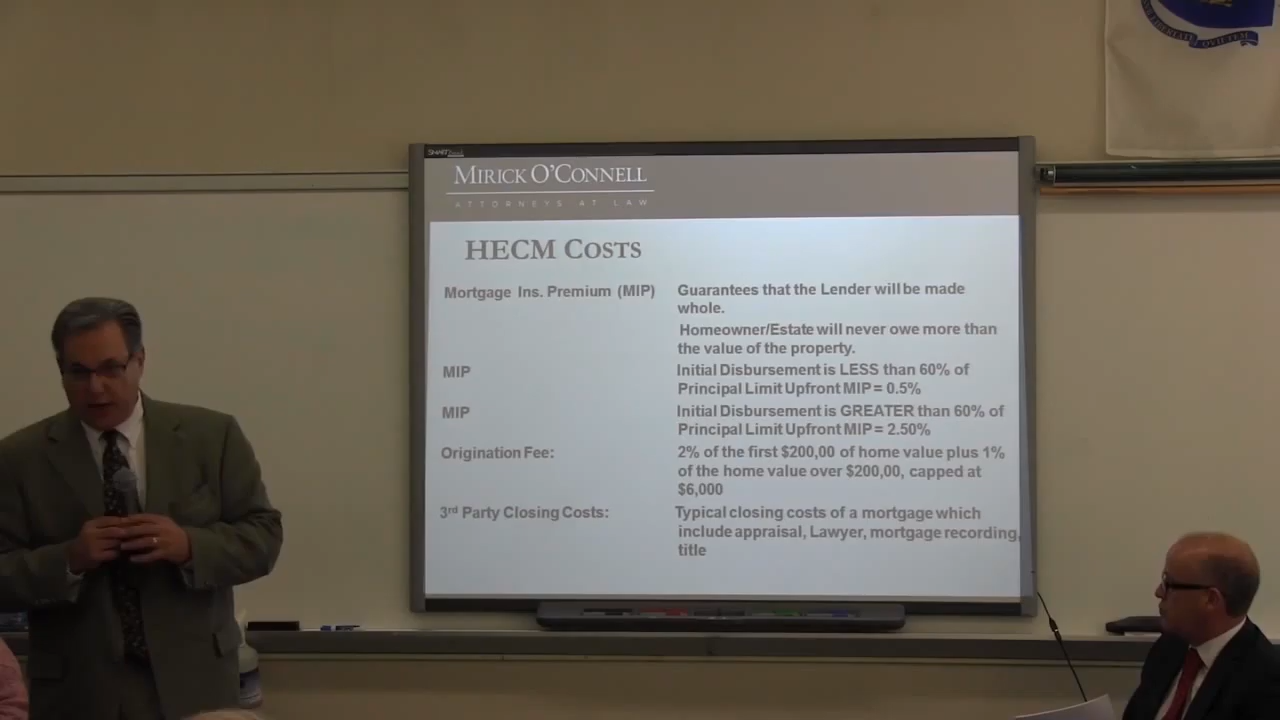 SMART
MIRICK O'CONNELL
ATTORNEYS AT LAW
HECM COSTS
Mortgage Ins. Premium (MIP) Guarantees that the Lender will be made
whole.
Homeowner/Estate will never owe more than
the value of the property.
MIP Initial Disbursement is LESS than 60% of
Principal Limit Upfront MIP = 0.5%
MIP Initial Disbursement is GREATER than 60% of
Principal Limit Upfront MIP = 2.50%
Origination Fee: 2% of the first $200,00 of home value plus 1%
of the home value over $200,00, capped at
$6,000
3rd Party Closing Costs: Typical closing costs of a mortgage which
include appraisal, Lawyer, mortgage recording,
title